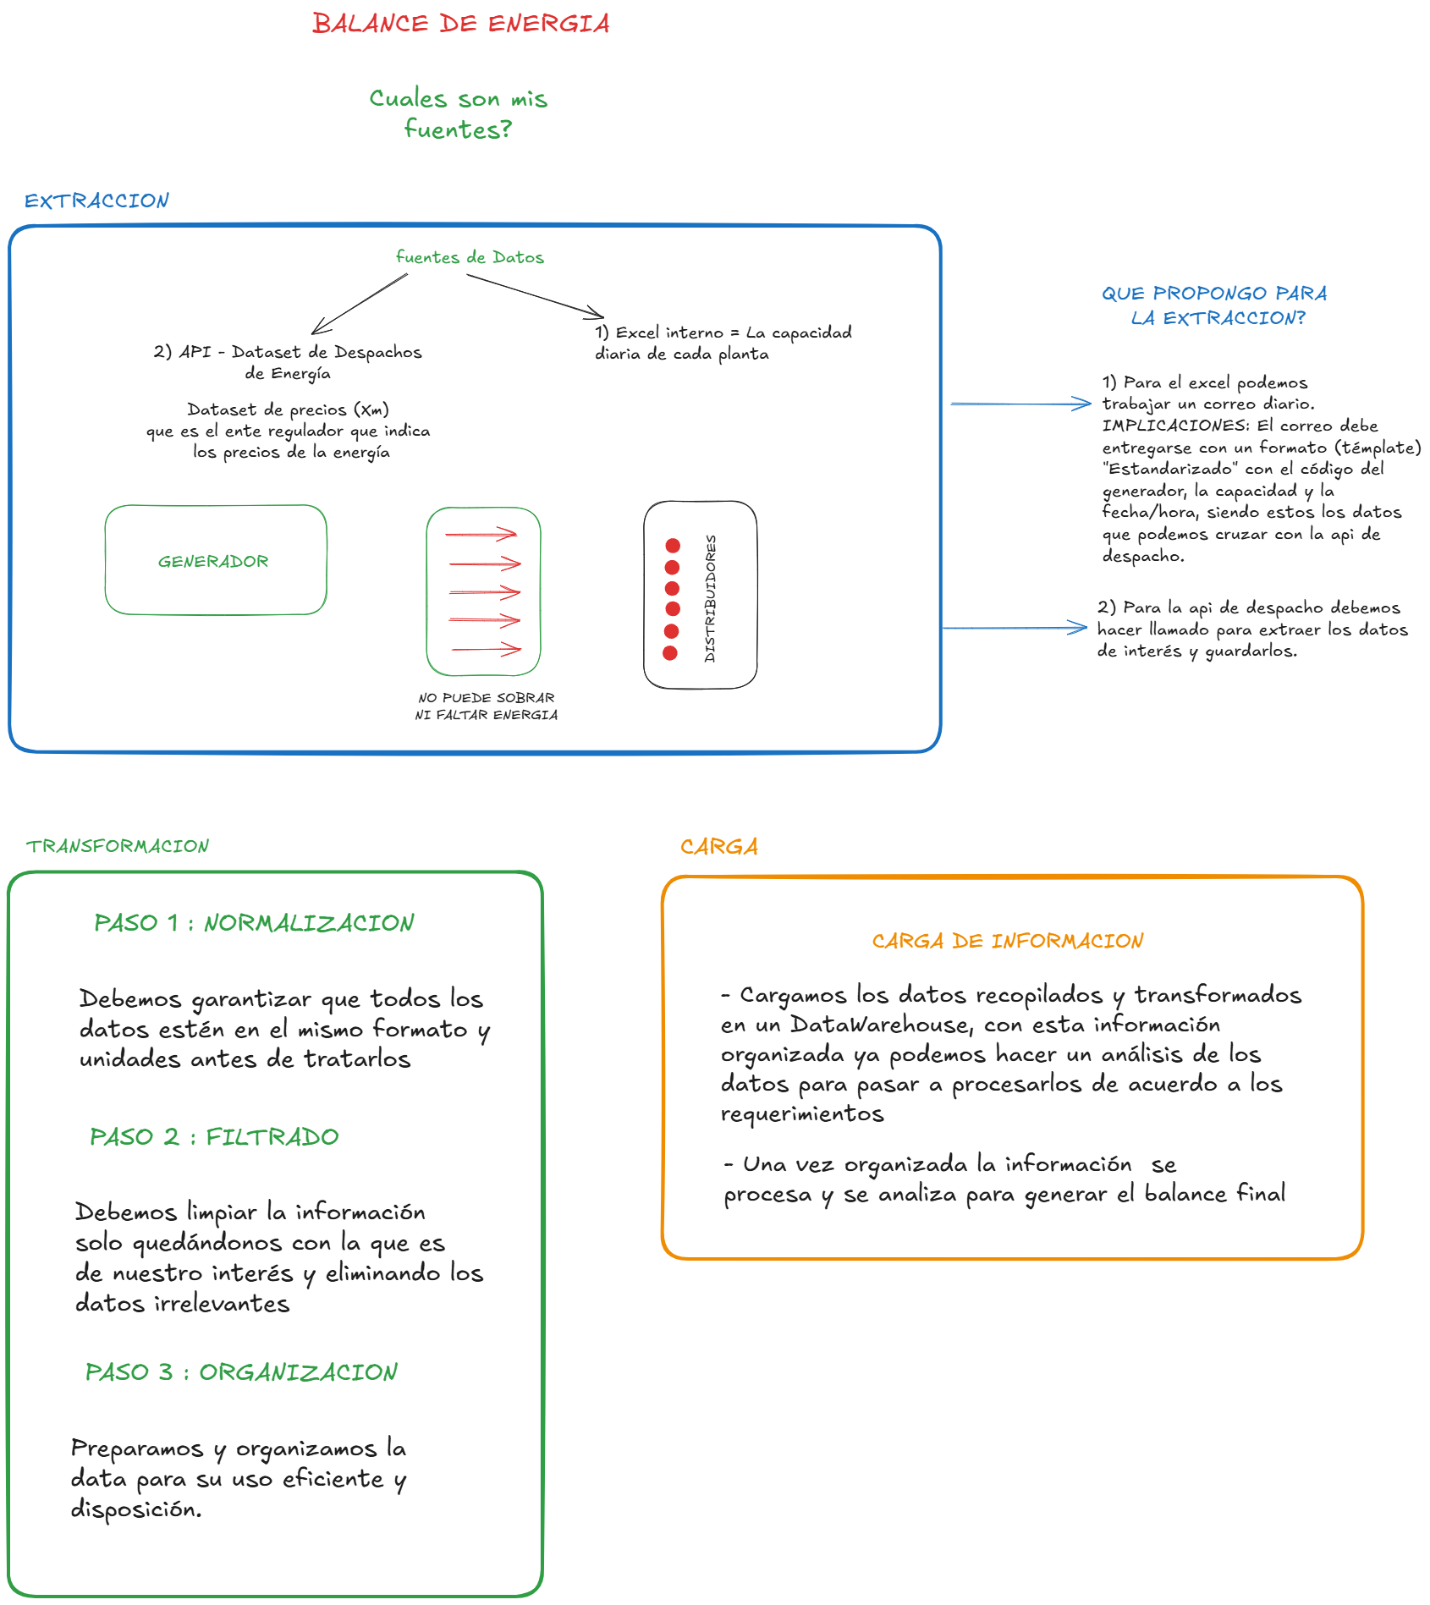 BALANCE DE ENERGIA
Cuales son mis
fuentes?
EXTRACCION
fuentes de Datos
2) API - Dataset de Despachos
de Energía
Dataset de precios (Xm)
que es el ente regulador que indica
los precios de la energía
1) Excel interno = La capacidad
diaria de cada planta
GENERADOR
NO PUEDE SOBRAR
NI FALTAR ENERGIA
DISTRIBUIDORES
QUE PROPONGO PARA
LA EXTRACCION?
1) Para el excel podemos
trabajar un correo diario.
IMPLICACIONES: El correo debe
entregarse con un formato (témplate)
"Estandarizado" con el código del
generador, la capacidad y la
fecha/hora, siendo estos los datos
que podemos cruzar con la api de
despacho.
2) Para la api de despacho debemos
hacer llamado para extraer los datos
de interés y guardarlos.
TRANSFORMACION
PASO 1 : NORMALIZACION
Debemos garantizar que todos los
datos estén en el mismo formato y
unidades antes de tratarlos
PASO 2 : FILTRADO
Debemos limpiar la información
solo quedándonos con la que es
de nuestro interés y eliminando los
datos irrelevantes
PASO 3 : ORGANIZACION
Preparamos y organizamos la
data para su uso eficiente y
disposición.
CARGA
CARGA DE INFORMACION
- Cargamos los datos recopilados y transformados
en un DataWarehouse, con esta información
organizada ya podemos hacer un análisis de los
datos para pasar a procesarlos de acuerdo a los
requerimientos
- Una vez organizada la información se
procesa y se analiza para generar el balance final